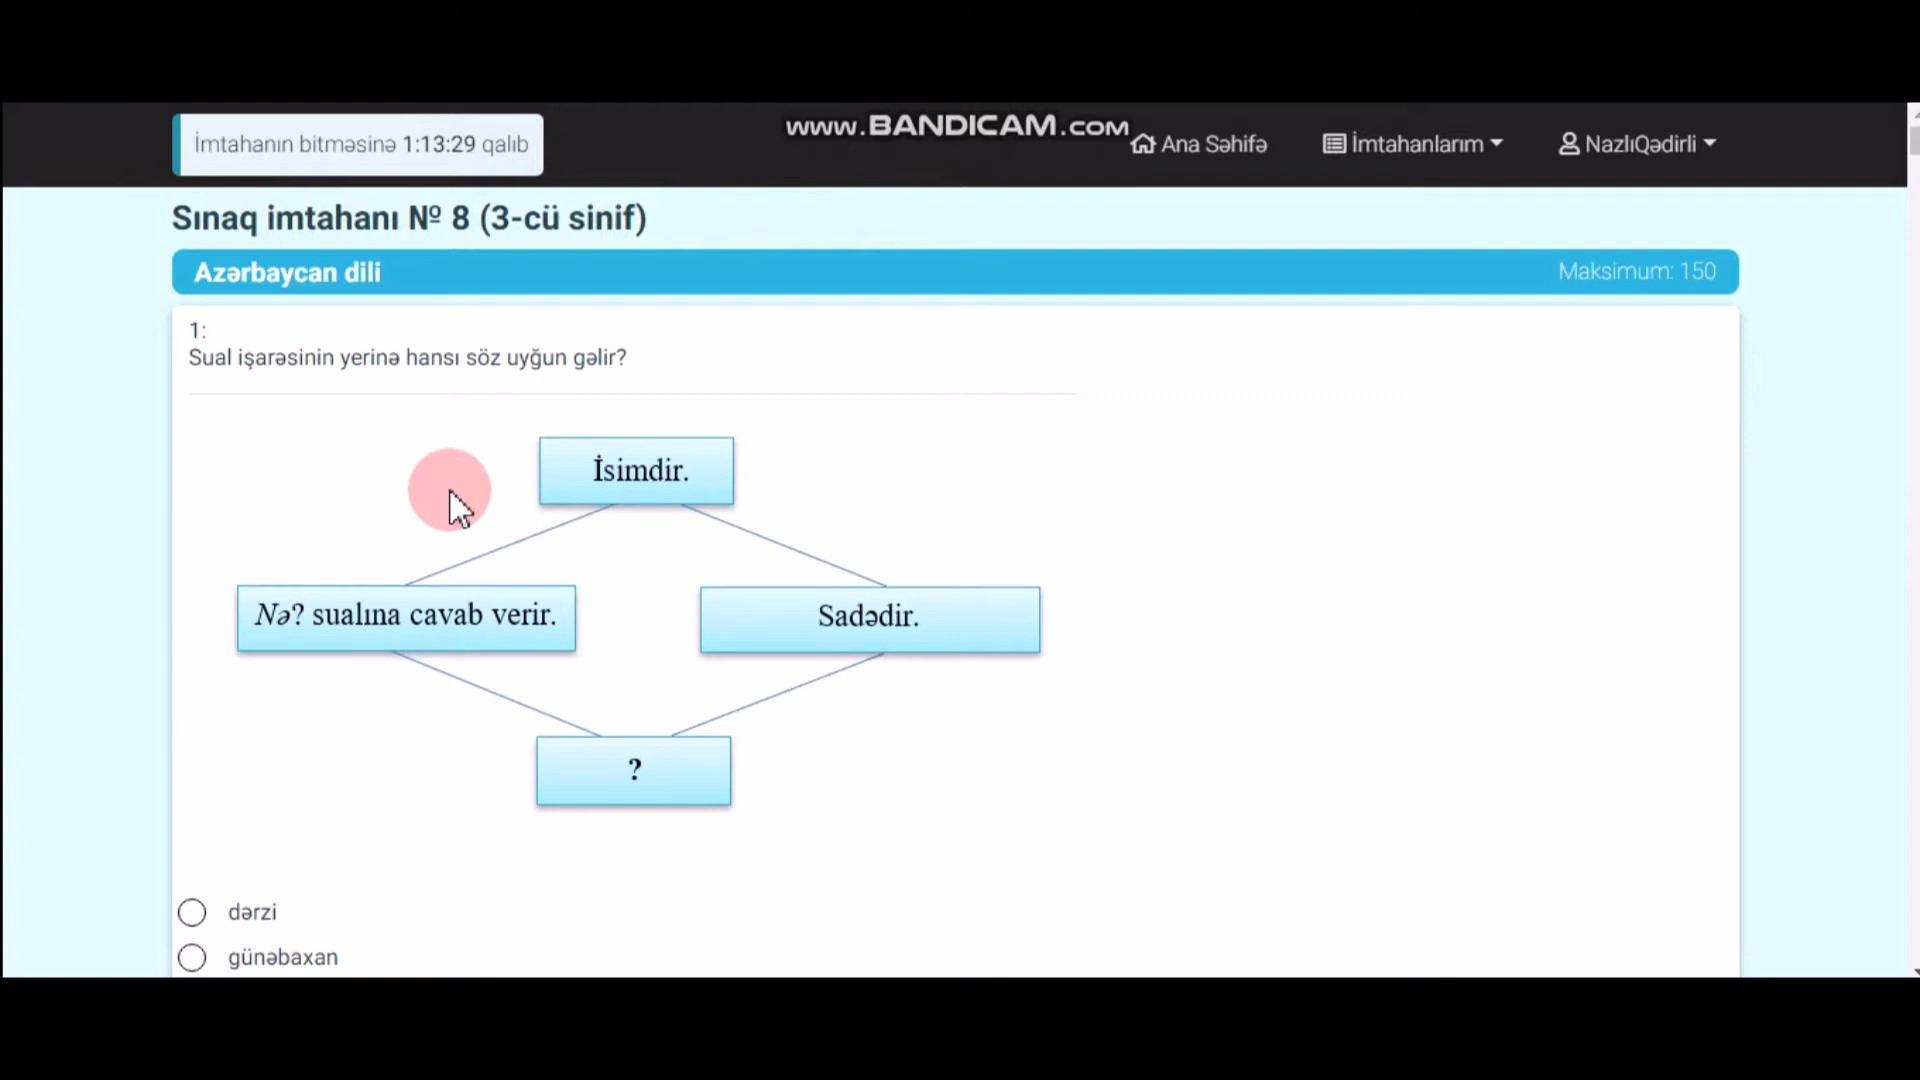 www.BANDICAM.com
İmtahanın bitməsinə 1:13:29 qalıb
Ana Səhifə
İmtahanlarım
NazlıQədirli
Sınaq imtahanı № 8 (3-cü sinif)
Azərbaycan dili
Maksimum: 150
1:
Sual işarəsinin yerinə hansı söz uyğun gəlir?
İsimdir.
Nə? sualına cavab verir.
Sadədir.
?
dərzi
günəbaxan